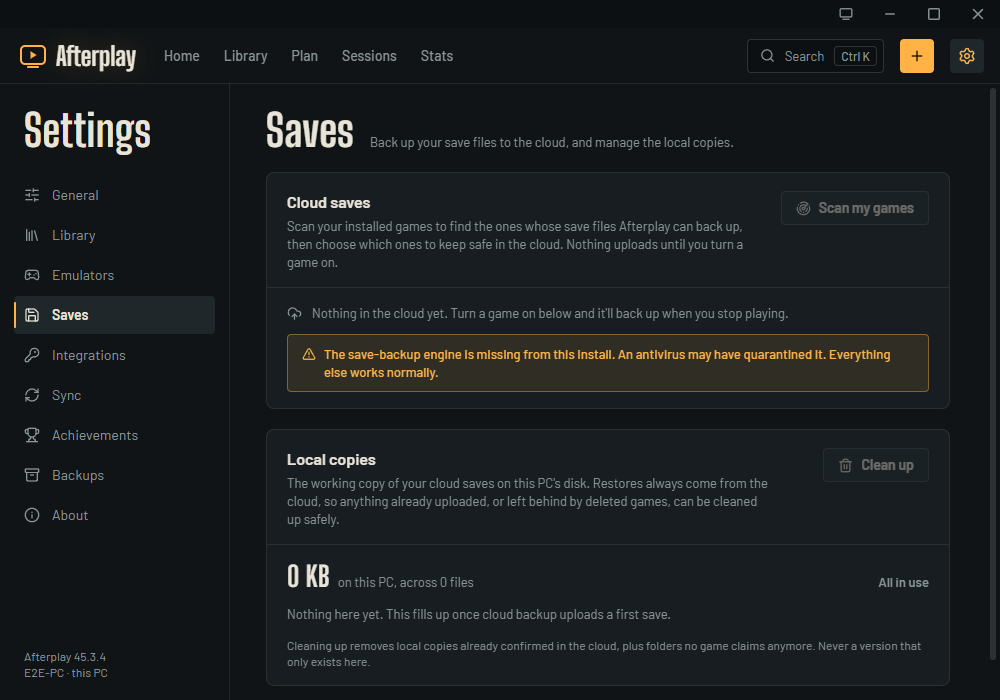 Afterplay
Home
Library
Plan
Sessions
Stats
Search
Ctrl K
Settings
General
Library
Emulators
Saves
Integrations
Sync
Achievements
Backups
About
Afterplay 45.3.4
E2E-PC · this PC
Saves
Back up your save files to the cloud, and manage the local copies.
Cloud saves
Scan your installed games to find the ones whose save files Afterplay can back up,
then choose which ones to keep safe in the cloud. Nothing uploads until you turn a
game on.
Scan my games
Nothing in the cloud yet. Turn a game on below and it'll back up when you stop playing.
The save-backup engine is missing from this install. An antivirus may have quarantined it. Everything
else works normally.
Local copies
The working copy of your cloud saves on this PC's disk. Restores always come from the
cloud, so anything already uploaded, or left behind by deleted games, can be cleaned
up safely.
Clean up
0 KB
on this PC, across 0 files
All in use
Nothing here yet. This fills up once cloud backup uploads a first save.
Cleaning up removes local copies already confirmed in the cloud, plus folders no game claims anymore. Never a version that
only exists here.